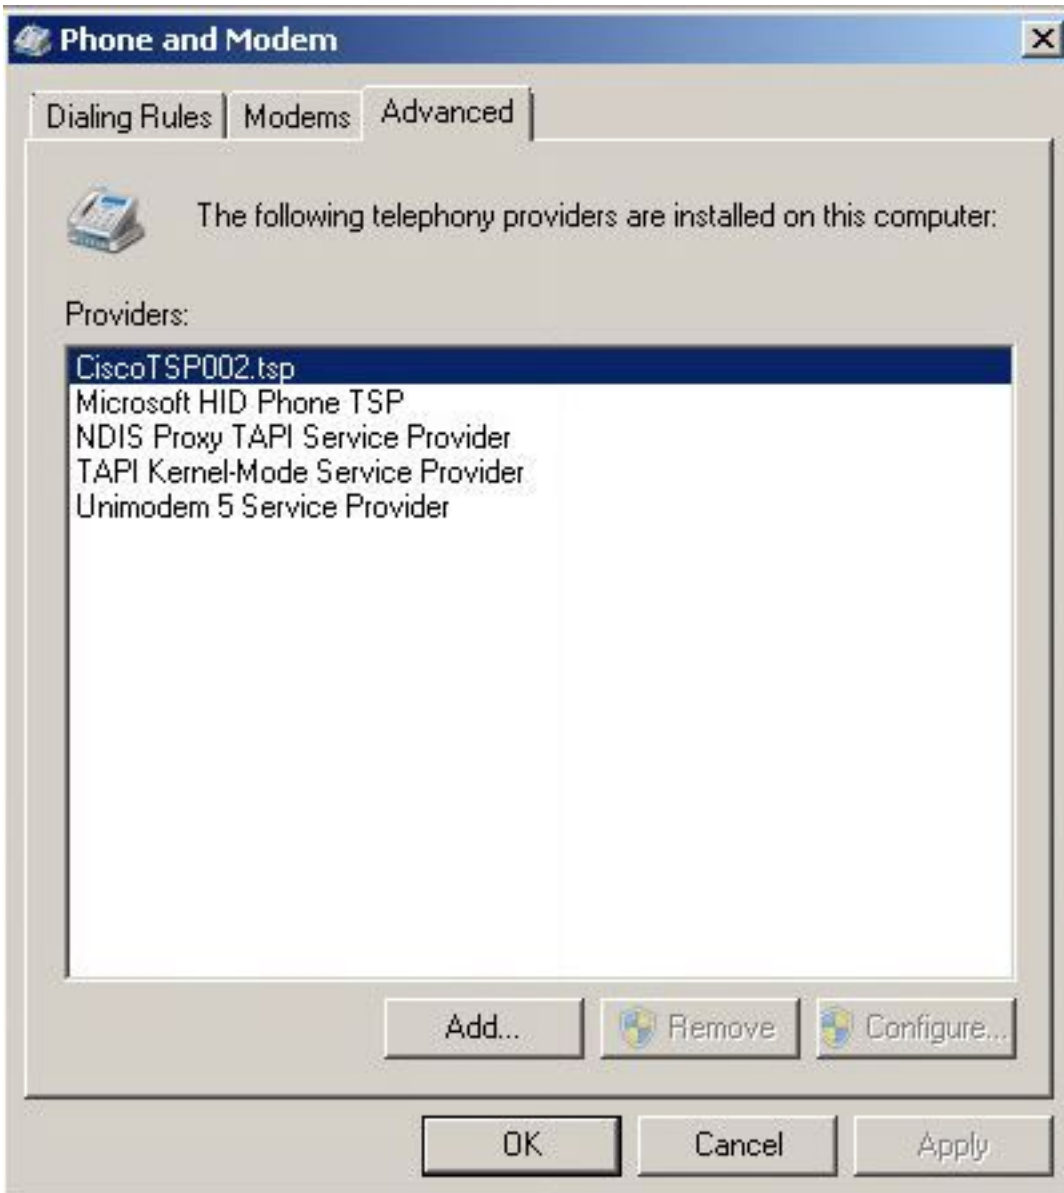 Phone and Modem
Dialing Rules
Modems
Advanced
The following telephony providers are installed on this computer:
Providers:
CiscoTSP002.tsp
Microsoft HID Phone TSP
NDIS Proxy TAPI Service Provider
TAPI Kernel-Mode Service Provider
Unimodem 5 Service Provider
Add...
Remove
Configure...
OK
Cancel
Apply